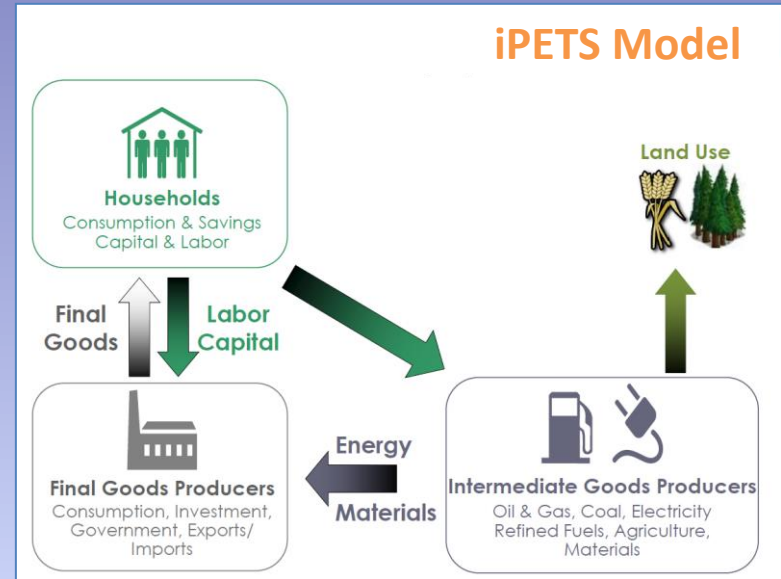 iPETS Model
Households
Consumption & Savings
Capital & Labor
Land Use
Final
Goods
Labor
Capital
Final Goods Producers
Consumption, Investment,
Government, Exports/
Imports
Energy
Materials
Intermediate Goods Producers
Oil & Gas, Coal, Electricity
Refined Fuels, Agriculture,
Materials